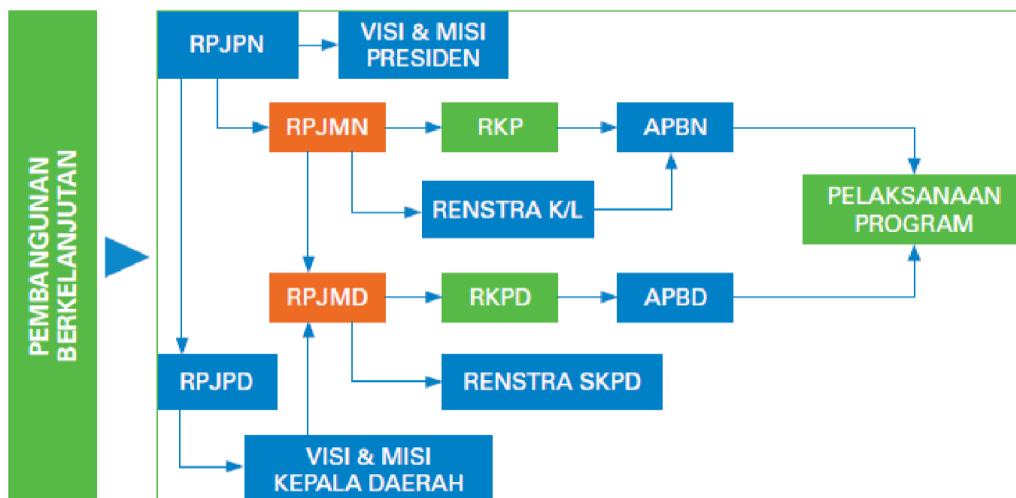 PEMBANGUNAN
BERKELANJUTAN
RPJPN
VISI & MISI
PRESIDEN
RPJMN
RKP
APBN
RENSTRA K/L
PELAKSANAAN
PROGRAM
RPJMD
RKPD
APBD
RPJPD
RENSTRA SKPD
VISI & MISI
KEPALA DAERAH